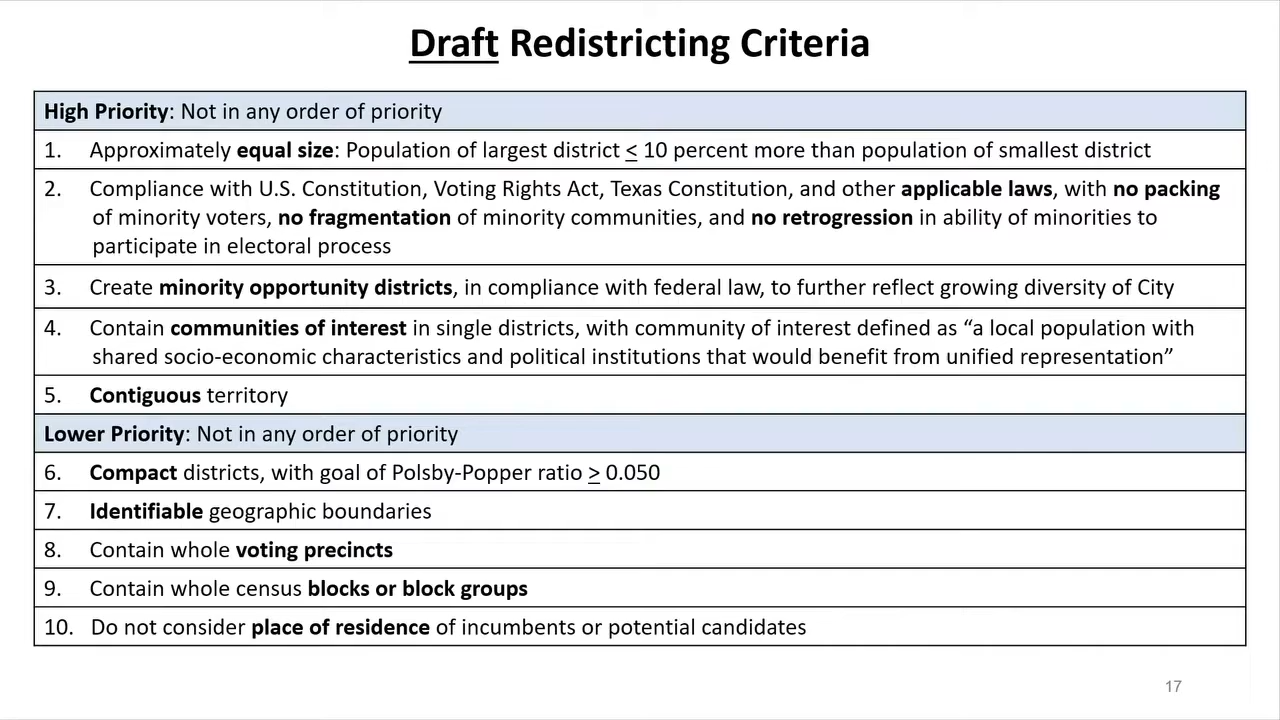 Draft Redistricting Criteria
High Priority: Not in any order of priority
1. Approximately equal size: Population of largest district ≤ 10 percent more than population of smallest district
2. Compliance with U.S. Constitution, Voting Rights Act, Texas Constitution, and other applicable laws, with no packing
of minority voters, no fragmentation of minority communities, and no retrogression in ability of minorities to
participate in electoral process
3. Create minority opportunity districts, in compliance with federal law, to further reflect growing diversity of City
4. Contain communities of interest in single districts, with community of interest defined as “a local population with
shared socio-economic characteristics and political institutions that would benefit from unified representation”
5. Contiguous territory
Lower Priority: Not in any order of priority
6. Compact districts, with goal of Polsby-Popper ratio ≥ 0.050
7. Identifiable geographic boundaries
8. Contain whole voting precincts
9. Contain whole census blocks or block groups
10. Do not consider place of residence of incumbents or potential candidates
17